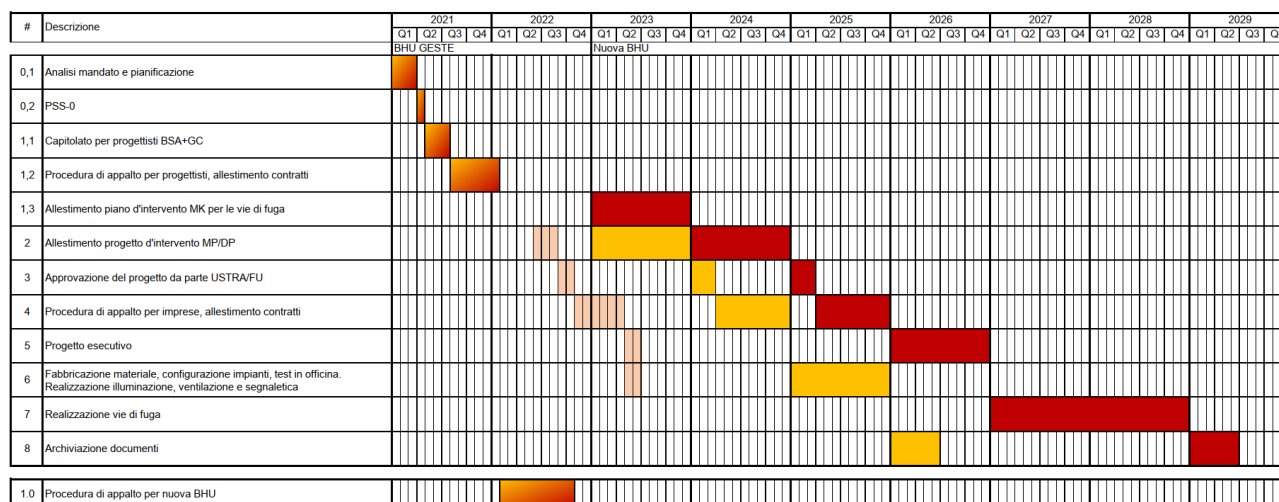 # Descrizione 2021 2022 2023 2024 2025 2026 2027 2028 2029
Q1 Q2 Q3 Q4 Q1 Q2 Q3 Q4 Q1 Q2 Q3 Q4 Q1 Q2 Q3 Q4 Q1 Q2 Q3 Q4 Q1 Q2 Q3 Q4 Q1 Q2 Q3 Q4 Q1 Q2 Q3 Q4 Q1 Q2 Q3
BHU GESTE Nuova BHU
0,1 Analisi mandato e pianificazione
0,2 PSS-0
1,1 Capitolato per progettisti BSA+GC
1,2 Procedura di appalto per progettisti, allestimento contratti
1,3 Allestimento piano d'intervento MK per le vie di fuga
2 Allestimento progetto d'intervento MP/DP
3 Approvazione del progetto da parte USTRA/FU
4 Procedura di appalto per imprese, allestimento contratti
5 Progetto esecutivo
6 Fabbricazione materiale, configurazione impianti, test in officina.
Realizzazione illuminazione, ventilazione e segnaletica
7 Realizzazione vie di fuga
8 Archiviazione documenti
1.0 Procedura di appalto per nuova BHU